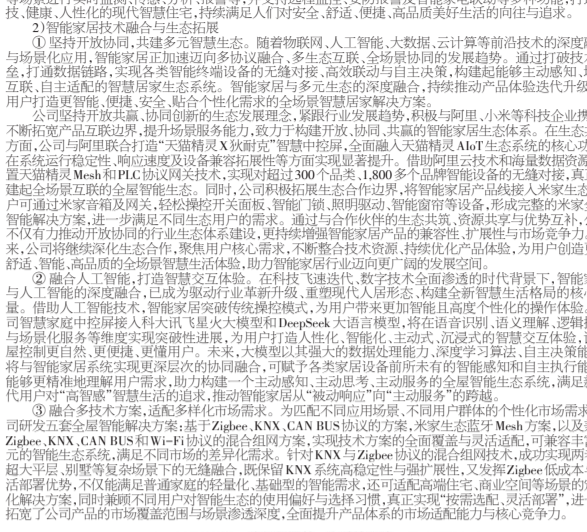 技、便捷、人性化的现代智慧住宅,持续满足人们对安全、舒适、便捷、高品质美好生活的向往与追求。
2)智能家居技术融合与生态拓展
① 坚持开放协同,共建多元智慧生态。随着物联网、人工智能、大数据、云计算等前沿技术的深度
与场景化应用,智能家居正加速迈向多协议融合、多生态互联、全场景协同的发展趋势。通过打破技
垒,打通数据链路,实现各类智能终端设备的无缝对接、高效联动与自主决策,构建起能够主动感知、
互联、自主适配的智慧居家生态系统。智能家居与多元生态的深度融合,持续推动产品体验迭代升级
用户打造更智能、便捷、安全、贴合个性化需求的全场景智慧居家解决方案。
公司坚持开放共赢、协同创新的生态发展理念,紧跟行业发展趋势,积极与阿里、小米等科技企业携
不断拓宽产品互联边界,提升场景服务能力,致力于构建开放、协同、共赢的智能家居生态体系。在生态
方面,公司与阿里联合打造“天猫精灵X狄耐克”智慧中控屏,全面融入天猫精灵AIoT生态系统的核心功
在系统运行稳定性、响应速度及设备兼容拓展性等方面实现显著提升。借助阿里云技术和海量数据资源
置天猫精灵Mesh和PLC协议网关技术,实现对超过300个品类、1,800多个品牌智能设备的无缝对接,真
建起全场景互联的全屋智能生态。同时,公司积极拓展生态合作边界,将智能家居产品线接入米家生态
户可通过米家音箱及网关,轻松操控开关面板、智能门锁、照明驱动、智能窗帘等设备,形成完整的米家
智能解决方案,进一步满足不同生态用户的需求。通过与合作伙伴的生态共筑、资源共享与优势互补,
不仅有力推动开放协同的行业生态体系建设,更持续增强智能家居产品的兼容性、扩展性与市场竞争力。
来,公司将继续深化生态合作,聚焦用户核心需求,不断整合技术资源、持续优化产品体验,为用户创造
舒适、智能、高品质的全场景智慧生活体验,助力智能家居行业迈向更广阔的发展空间。
② 融合人工智能,打造智慧交互体验。在科技飞速迭代、数字技术全面渗透的时代背景下,智能
与人工智能的深度融合,已成为驱动行业革新升级、重塑现代人居形态、构建全新智慧生活格局的核
量。借助人工智能技术,智能家居突破传统操控模式,为用户带来更加智能且高度个性化的操作体验。
司智慧家庭中控屏接入科大讯飞星火大模型和DeepSeek大语言模型,将在语音识别、语义理解、逻辑
与场景化服务等维度实现突破性进展,为用户打造人性化、智能化、主动式、沉浸式的智慧交互体验,
屋控制更自然、更便捷、更懂用户。未来,大模型以其强大的数据处理能力、深度学习算法、自主决策能
将与智能家居系统实现更深层次的协同融合,可赋予各类家居设备前所未有的智能感知和自主执行能
能够更精准地理解用户需求,助力构建一个主动感知、主动思考、主动服务的全屋智能生态系统,满足
代用户对“高智感”智慧生活的追求,推动智能家居从“被动响应”向“主动服务”的跨越。
③ 融合多技术方案,适配多样化市场需求。为匹配不同应用场景、不同用户群体的个性化市场需求
司研发五套全屋智能解决方案:基于Zigbee、KNX、CAN BUS协议的方案,米家生态蓝牙Mesh方案,以及
Zigbee、KNX、CAN BUS和Wi-Fi协议的混合组网方案,实现技术方案的全面覆盖与灵活适配,可兼容丰
元的智能生态系统,满足不同市场的差异化需求。针对KNX与Zigbee协议的混合组网技术,成功实现两
超大平层、别墅等复杂场景下的无缝融合,既保留KNX系统高稳定性与强扩展性,又发挥Zigbee低成本
活部署优势,不仅能满足普通家庭的轻量化、基础型的智能需求,还可适配高端住宅、商业空间等场景的
化解决方案,同时兼顾不同用户对智能生态的使用偏好与选择习惯,真正实现“按需选配、灵活部署”,进
拓宽了公司产品的市场覆盖范围与场景渗透深度,全面提升产品体系的市场适配能力与核心竞争力。